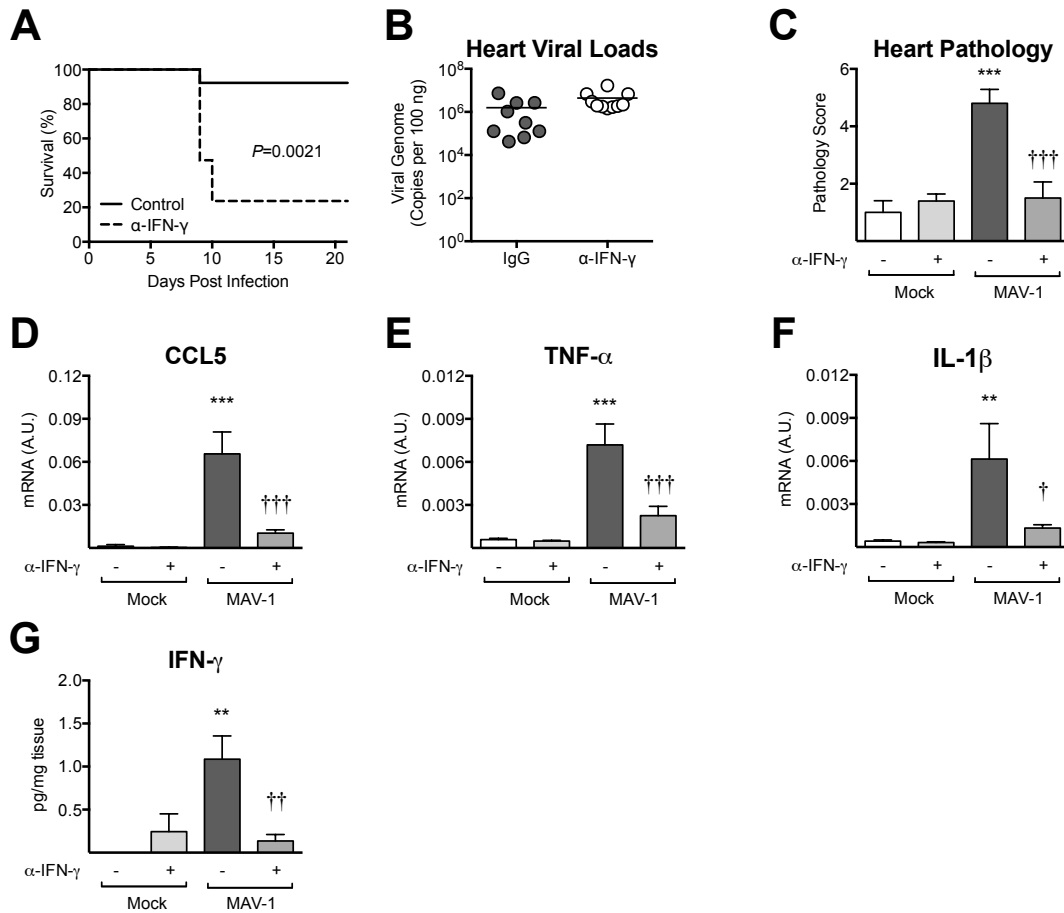 A
100
80
60
40
20
0
Survival (%)
P=0.0021
Control
α-IFN-γ
0 5 10 15 20
Days Post Infection
B
Heart Viral Loads
10⁸
10⁶
10⁴
10²
10⁰
Viral Genome
(Copies per 100 ng)
IgG α-IFN-γ
C
Heart Pathology
6
4
2
Pathology Score
***
†††
α-IFN-γ - + - +
Mock MAV-1
D
CCL5
0.12
0.09
0.06
0.03
mRNA (A.U.)
***
†††
α-IFN-γ - + - +
Mock MAV-1
E
TNF-α
0.012
0.009
0.006
0.003
mRNA (A.U.)
***
†††
α-IFN-γ - + - +
Mock MAV-1
F
IL-1β
0.012
0.009
0.006
0.003
mRNA (A.U.)
**
†
α-IFN-γ - + - +
Mock MAV-1
G
IFN-γ
2.0
1.5
1.0
0.5
pg/mg tissue
**
††
α-IFN-γ - + - +
Mock MAV-1